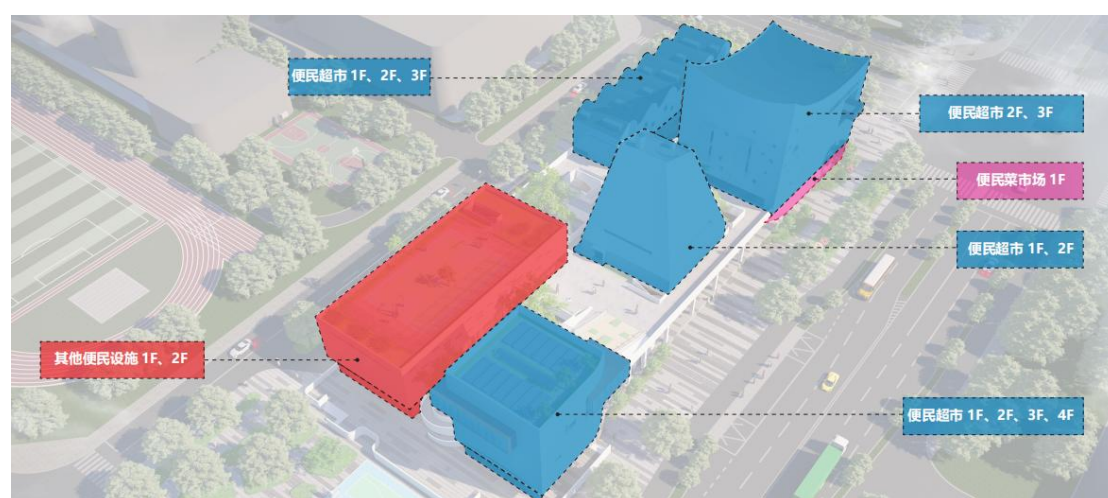 便民超市 1F、2F、3F
便民超市 2F、3F
便民菜市场 1F
便民超市 1F、2F
其他便民设施 1F、2F
便民超市 1F、2F、3F、4F